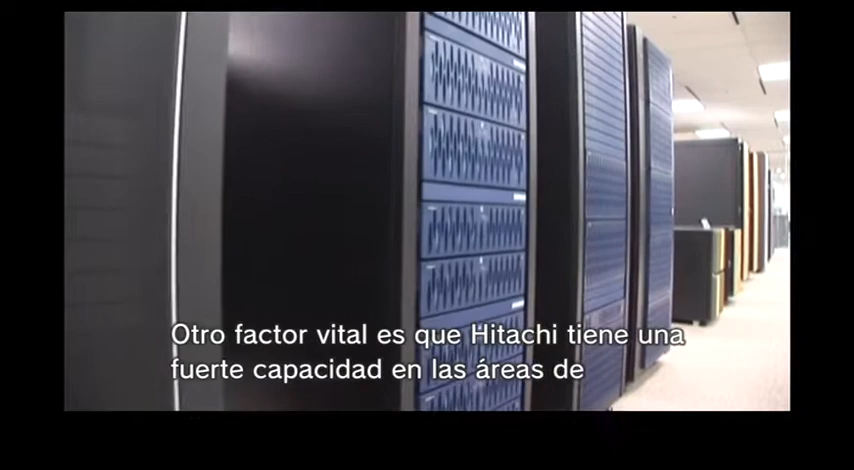 Otro factor vital es que Hitachi tiene una
fuerte capacidad en las áreas de